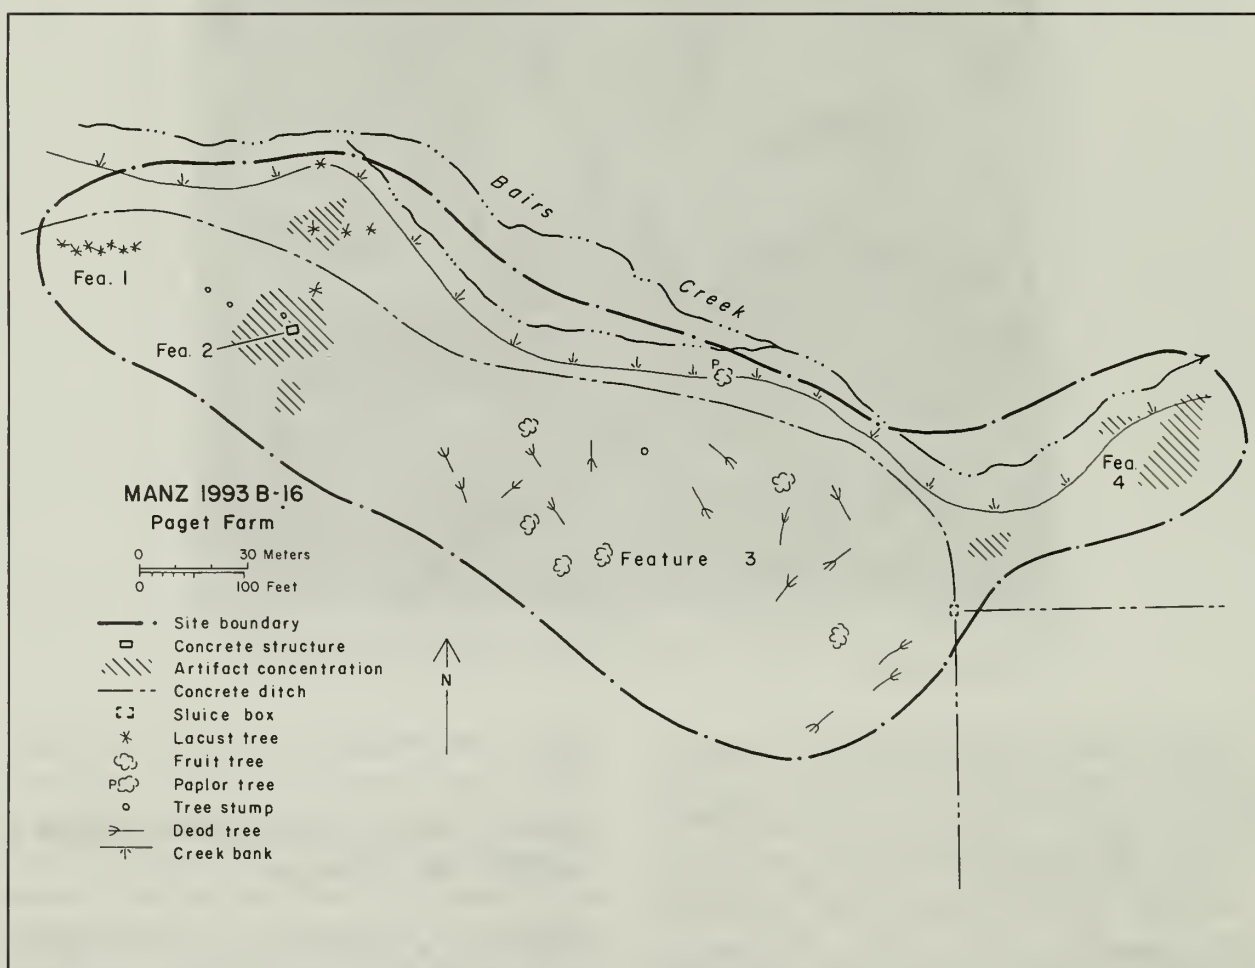 Bairs
Creek
Fea. 1
Fea. 2
P
Fea.
4
MANZ 1993 B-16
Paget Farm
0 30 Meters
0 100 Feet
Feature 3
Site boundary
Concrete structure
Artifact concentration
Concrete ditch
Sluice box
Lacust tree
Fruit tree
P Paplor tree
Tree stump
Deod tree
Creek bank
N